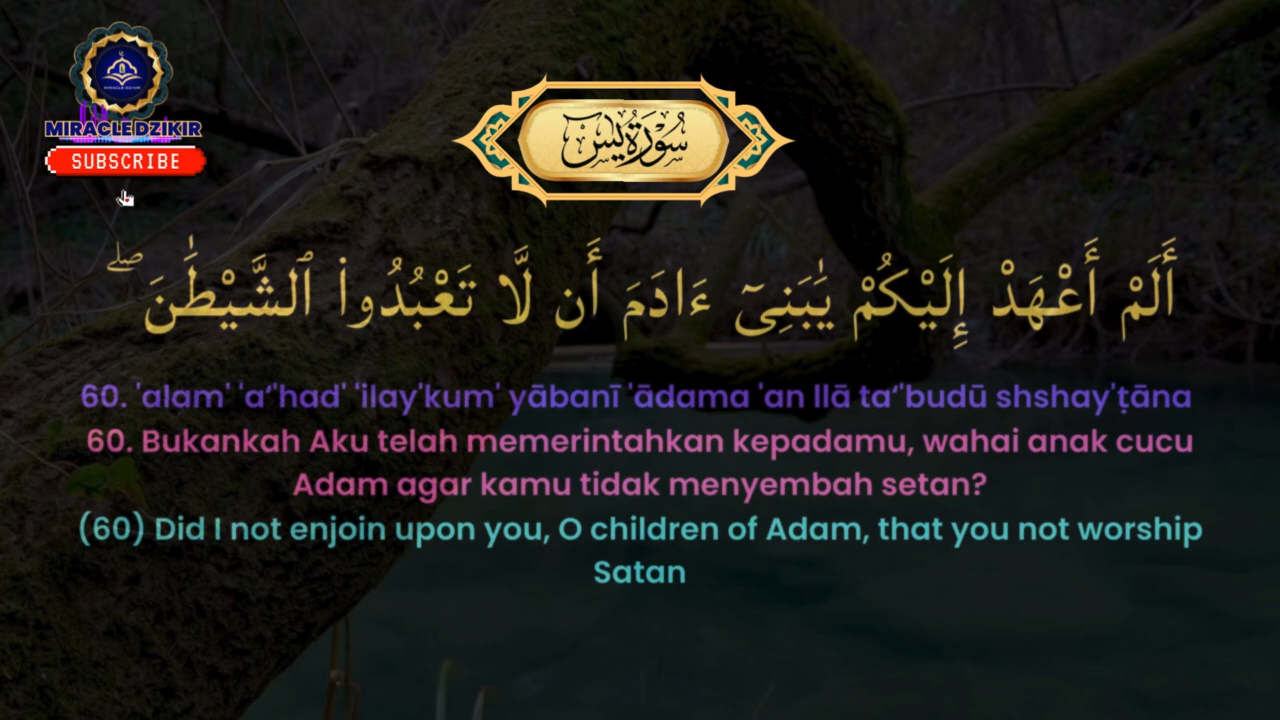 MIRACLE DZIKIR
SUBSCRIBE
سُورَةُ يٰسٓ
أَلَمْ أَعْهَدْ إِلَيْكُمْ يَٰبَنِىٓ ءَادَمَ أَن لَّا تَعْبُدُوا۟ ٱلشَّيْطَٰنَ ۖ
60. 'alam' 'a‘'had' 'ilay'kum' yābanī 'ādama 'an llā ta‘'budū shshay'ṭāna
60. Bukankah Aku telah memerintahkan kepadamu, wahai anak cucu
Adam agar kamu tidak menyembah setan?
(60) Did I not enjoin upon you, O children of Adam, that you not worship
Satan